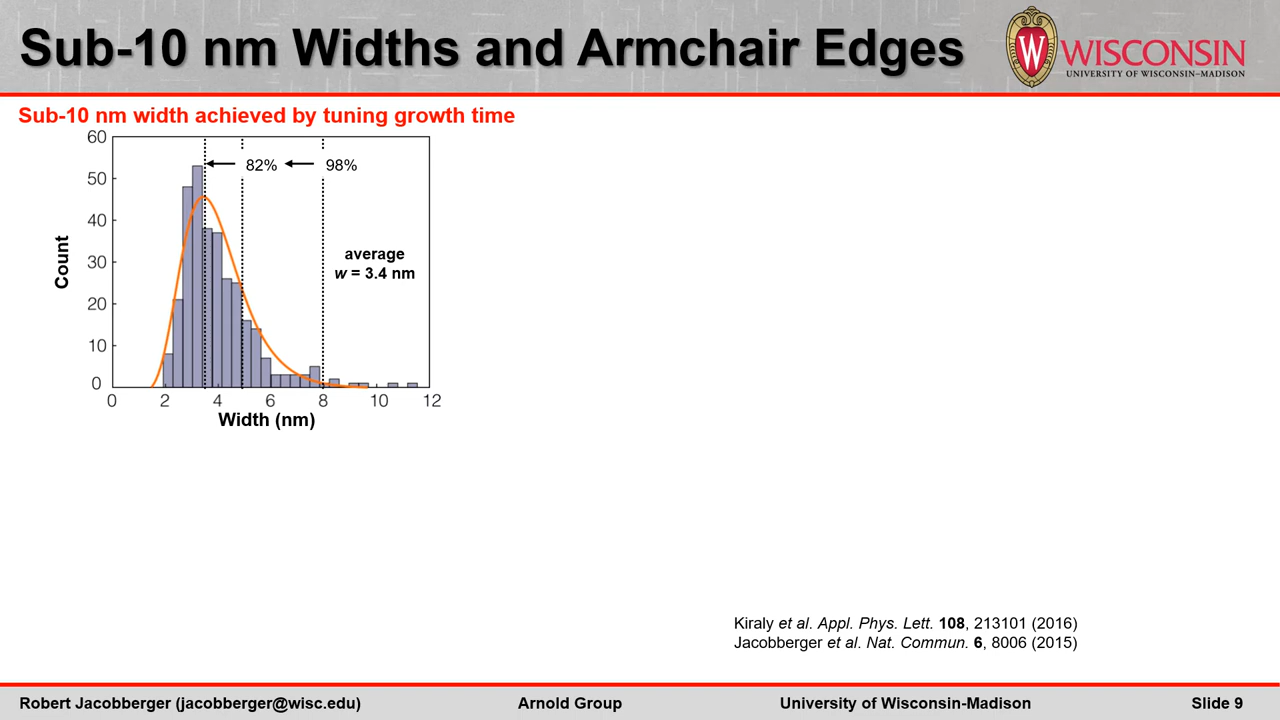 Sub-10 nm Widths and Armchair Edges
WISCONSIN
UNIVERSITY OF WISCONSIN–MADISON
Sub-10 nm width achieved by tuning growth time
60
50
40
30
20
10
0
Count
82%
98%
average
w = 3.4 nm
0 2 4 6 8 10 12
Width (nm)
Kiraly et al. Appl. Phys. Lett. 108, 213101 (2016)
Jacobberger et al. Nat. Commun. 6, 8006 (2015)
Robert Jacobberger (jacobberger@wisc.edu) Arnold Group University of Wisconsin-Madison Slide 9